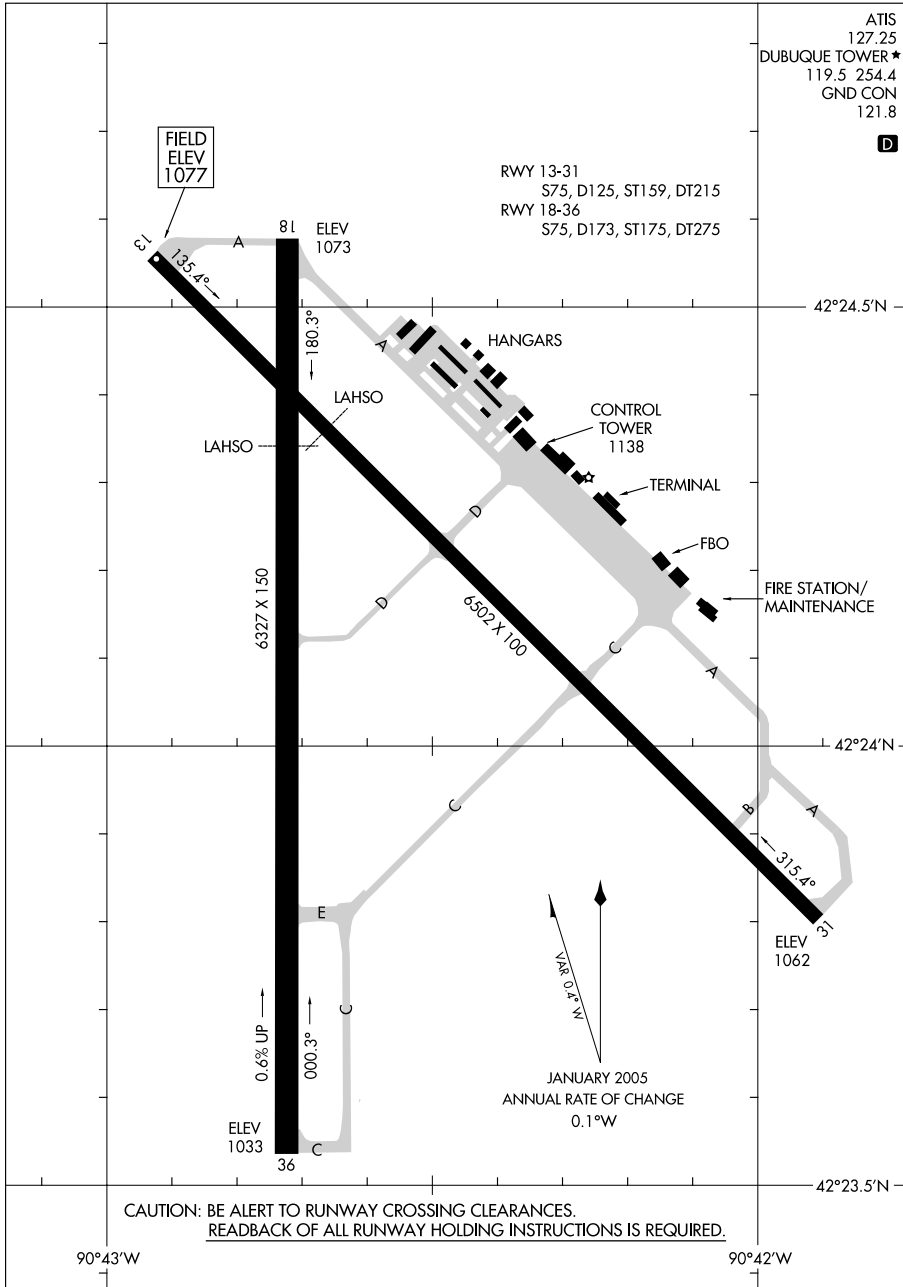 ATIS
127.25
DUBUQUE TOWER★
119.5 254.4
GND CON
121.8
D
FIELD
ELEV
1077
RWY 13-31
S75, D125, ST159, DT215
RWY 18-36
S75, D173, ST175, DT275
18
ELEV
1073
A
13
135.4°
42°24.5'N
180.3°
A
HANGARS
LAHSO
LAHSO
CONTROL
TOWER
1138
TERMINAL
D
FBO
D
6327 X 150
6502 X 100
FIRE STATION/
MAINTENANCE
C
A
42°24'N
C
B
A
315.4°
E
31
ELEV
1062
VAR 0.4° W
C
0.6% UP
000.3°
JANUARY 2005
ANNUAL RATE OF CHANGE
0.1°W
ELEV
1033
C
36
42°23.5'N
CAUTION: BE ALERT TO RUNWAY CROSSING CLEARANCES.
READBACK OF ALL RUNWAY HOLDING INSTRUCTIONS IS REQUIRED.
90°43'W
90°42'W